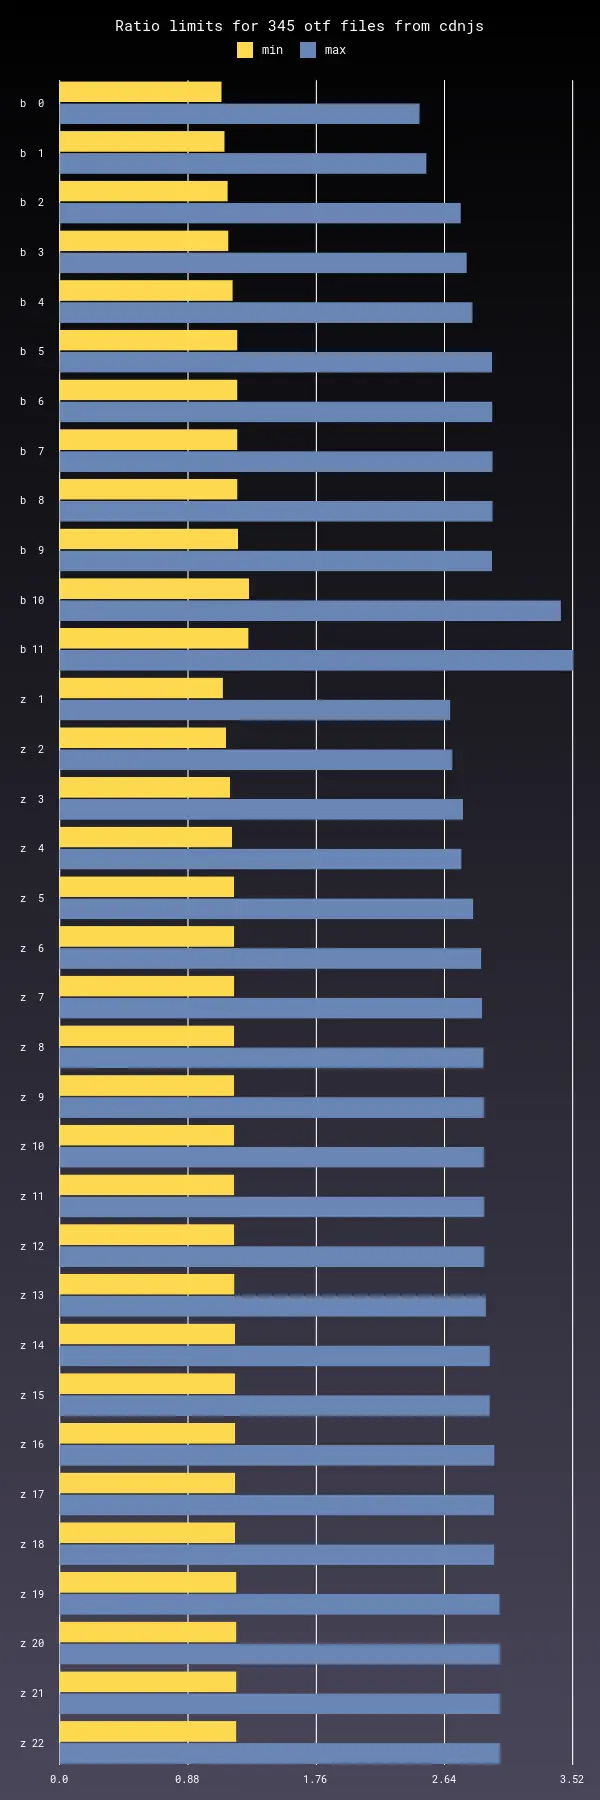 Ratio limits for 345 otf files from cdnjs
min max
b 0
b 1
b 2
b 3
b 4
b 5
b 6
b 7
b 8
b 9
b 10
b 11
z 1
z 2
z 3
z 4
z 5
z 6
z 7
z 8
z 9
z 10
z 11
z 12
z 13
z 14
z 15
z 16
z 17
z 18
z 19
z 20
z 21
z 22
0.0 0.88 1.76 2.64 3.52